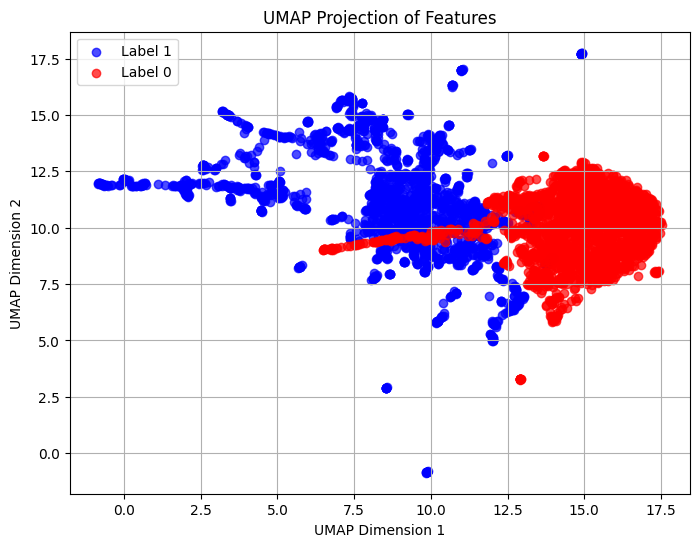 UMAP Projection of Features
Label 1
Label 0
17.5
15.0
12.5
10.0
7.5
5.0
2.5
0.0
UMAP Dimension 2
0.0 2.5 5.0 7.5 10.0 12.5 15.0 17.5
UMAP Dimension 1